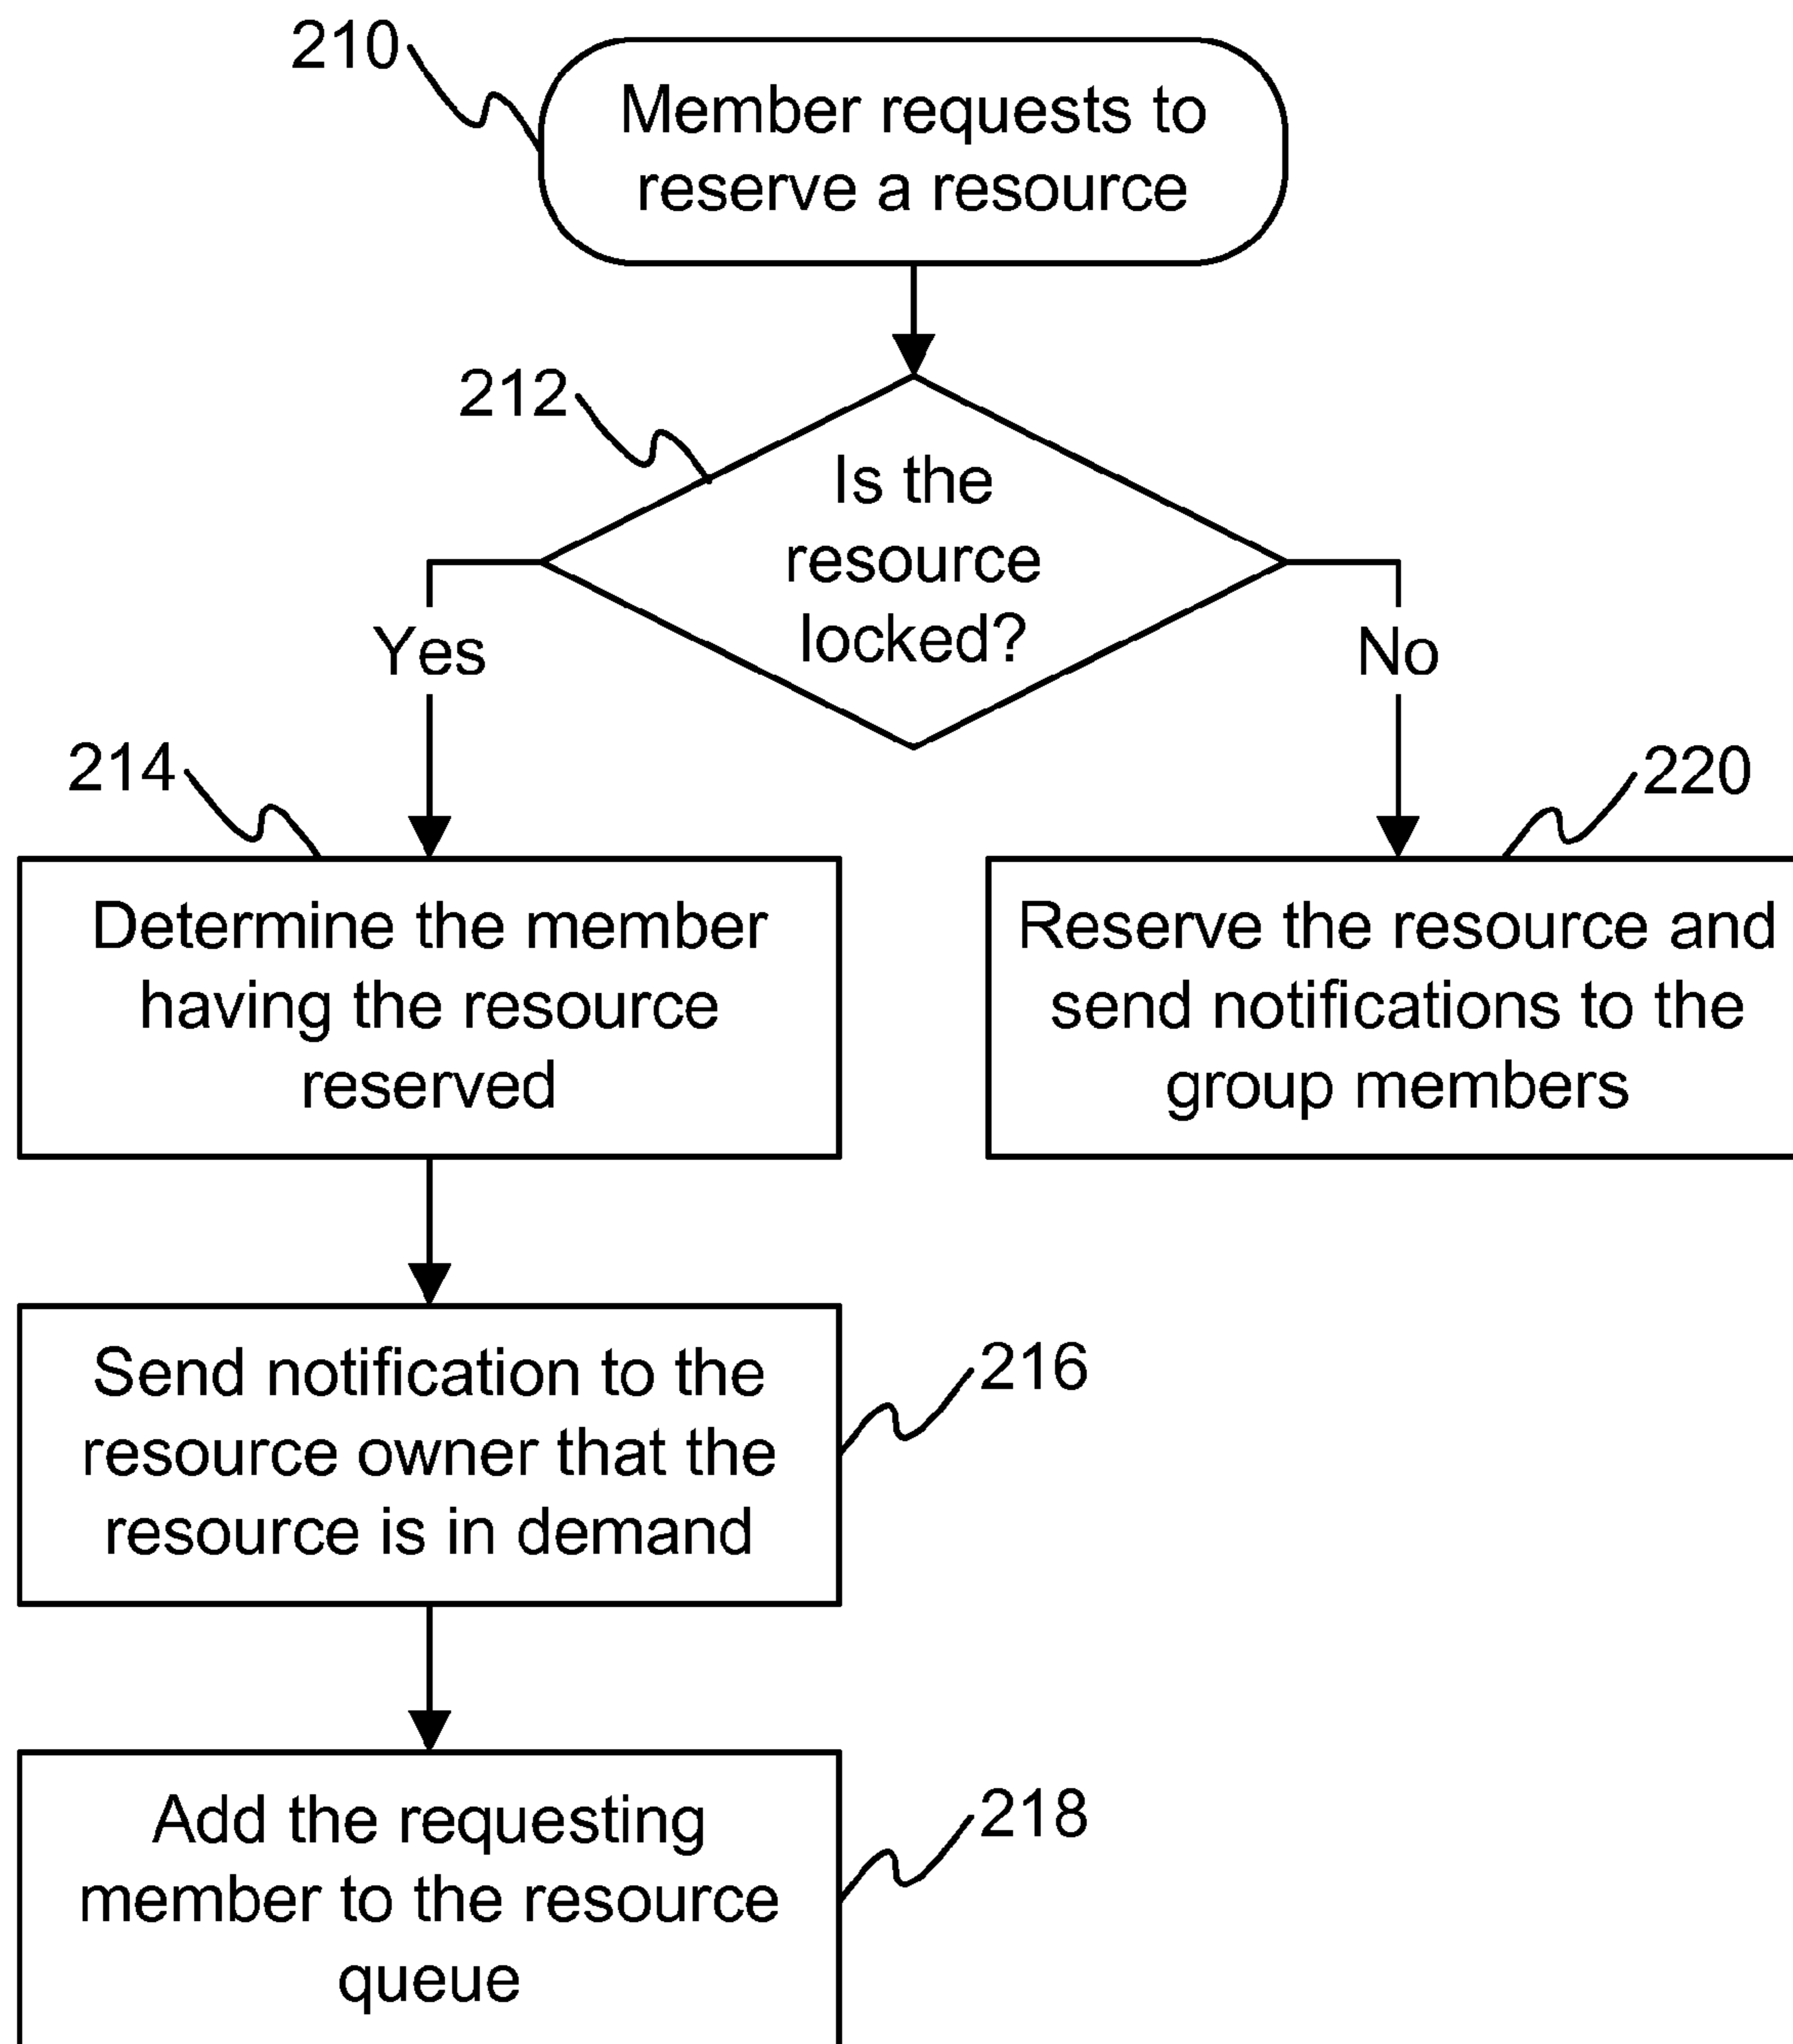 210
Member requests to
reserve a resource
212
Is the
resource
locked?
Yes
No
214
220
Determine the member
having the resource
reserved
Reserve the resource and
send notifications to the
group members
216
Send notification to the
resource owner that the
resource is in demand
218
Add the requesting
member to the resource
queue